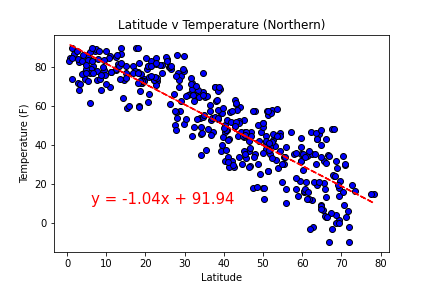 Latitude v Temperature (Northern)
Temperature (F)
80
60
40
20
0
y = -1.04x + 91.94
0 10 20 30 40 50 60 70 80
Latitude